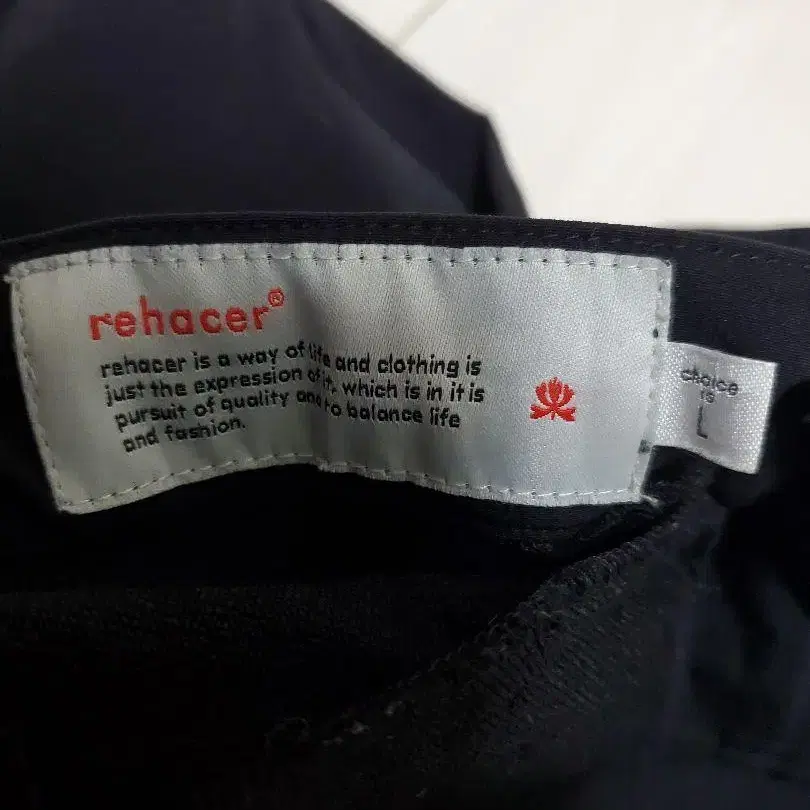 rehacer®
rehacer is a way of life and clothing is
just the expression of it, which is in it is
pursuit of quality and to balance life
and fashion.
choice
is
L